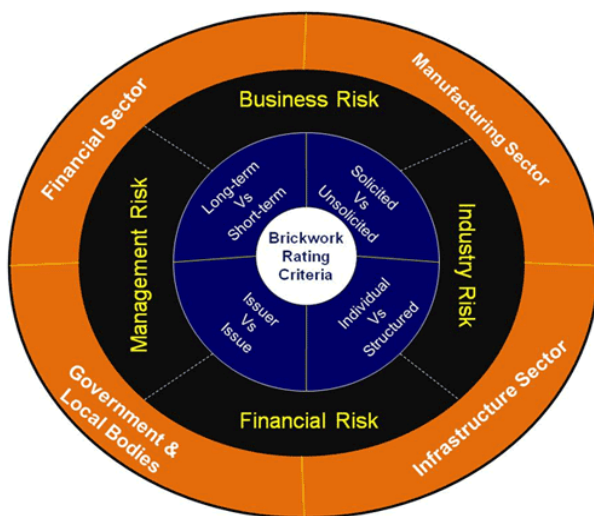 Financial Sector
Manufacturing Sector
Business Risk
Long-term
Vs
Short-term
Solicited
Vs
Unsolicited
Management Risk
Brickwork
Rating
Criteria
Industry Risk
Issuer
Vs
Issue
Individual
Vs
Structured
Financial Risk
Government &
Local Bodies
Infrastructure Sector